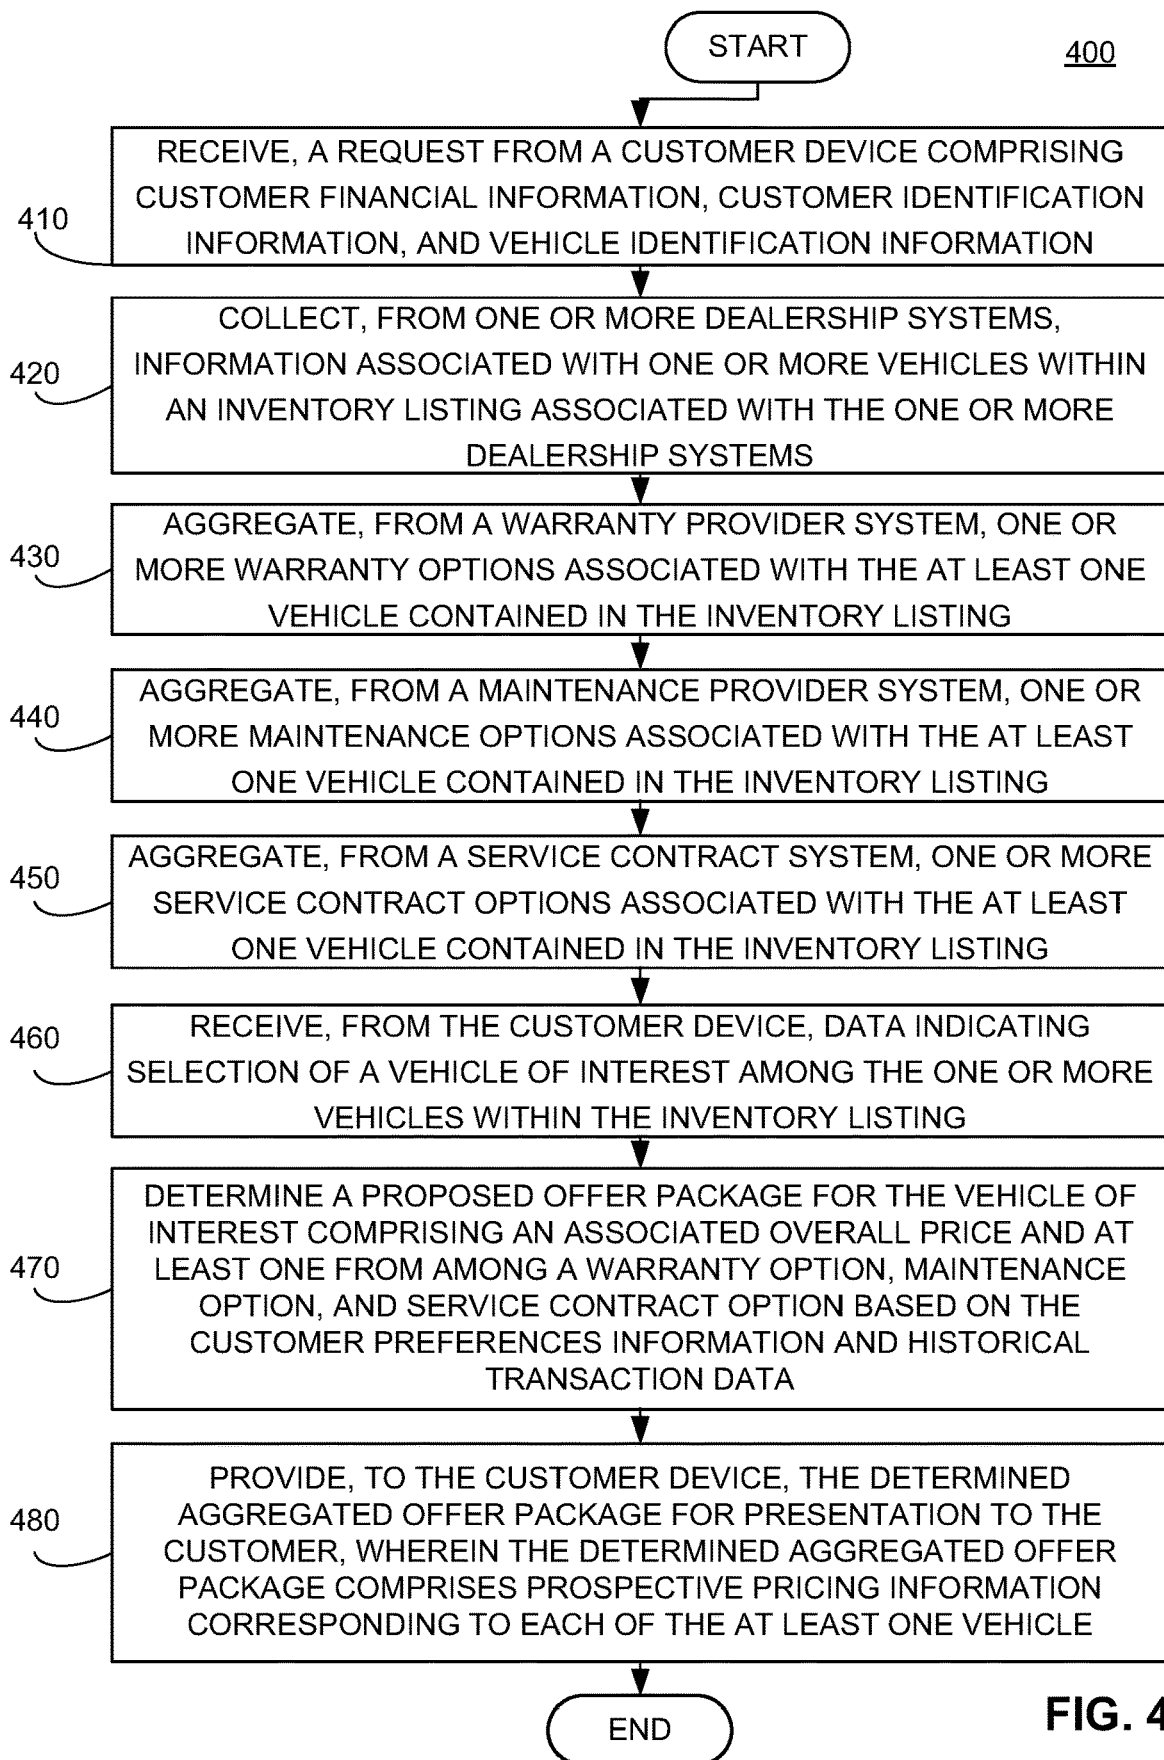 START
400
RECEIVE, A REQUEST FROM A CUSTOMER DEVICE COMPRISING
CUSTOMER FINANCIAL INFORMATION, CUSTOMER IDENTIFICATION
INFORMATION, AND VEHICLE IDENTIFICATION INFORMATION
410
COLLECT, FROM ONE OR MORE DEALERSHIP SYSTEMS,
INFORMATION ASSOCIATED WITH ONE OR MORE VEHICLES WITHIN
AN INVENTORY LISTING ASSOCIATED WITH THE ONE OR MORE
DEALERSHIP SYSTEMS
420
AGGREGATE, FROM A WARRANTY PROVIDER SYSTEM, ONE OR
MORE WARRANTY OPTIONS ASSOCIATED WITH THE AT LEAST ONE
VEHICLE CONTAINED IN THE INVENTORY LISTING
430
AGGREGATE, FROM A MAINTENANCE PROVIDER SYSTEM, ONE OR
MORE MAINTENANCE OPTIONS ASSOCIATED WITH THE AT LEAST
ONE VEHICLE CONTAINED IN THE INVENTORY LISTING
440
AGGREGATE, FROM A SERVICE CONTRACT SYSTEM, ONE OR MORE
SERVICE CONTRACT OPTIONS ASSOCIATED WITH THE AT LEAST
ONE VEHICLE CONTAINED IN THE INVENTORY LISTING
450
RECEIVE, FROM THE CUSTOMER DEVICE, DATA INDICATING
SELECTION OF A VEHICLE OF INTEREST AMONG THE ONE OR MORE
VEHICLES WITHIN THE INVENTORY LISTING
460
DETERMINE A PROPOSED OFFER PACKAGE FOR THE VEHICLE OF
INTEREST COMPRISING AN ASSOCIATED OVERALL PRICE AND AT
LEAST ONE FROM AMONG A WARRANTY OPTION, MAINTENANCE
OPTION, AND SERVICE CONTRACT OPTION BASED ON THE
CUSTOMER PREFERENCES INFORMATION AND HISTORICAL
TRANSACTION DATA
470
PROVIDE, TO THE CUSTOMER DEVICE, THE DETERMINED
AGGREGATED OFFER PACKAGE FOR PRESENTATION TO THE
CUSTOMER, WHEREIN THE DETERMINED AGGREGATED OFFER
PACKAGE COMPRISES PROSPECTIVE PRICING INFORMATION
CORRESPONDING TO EACH OF THE AT LEAST ONE VEHICLE
480
END
FIG. 4